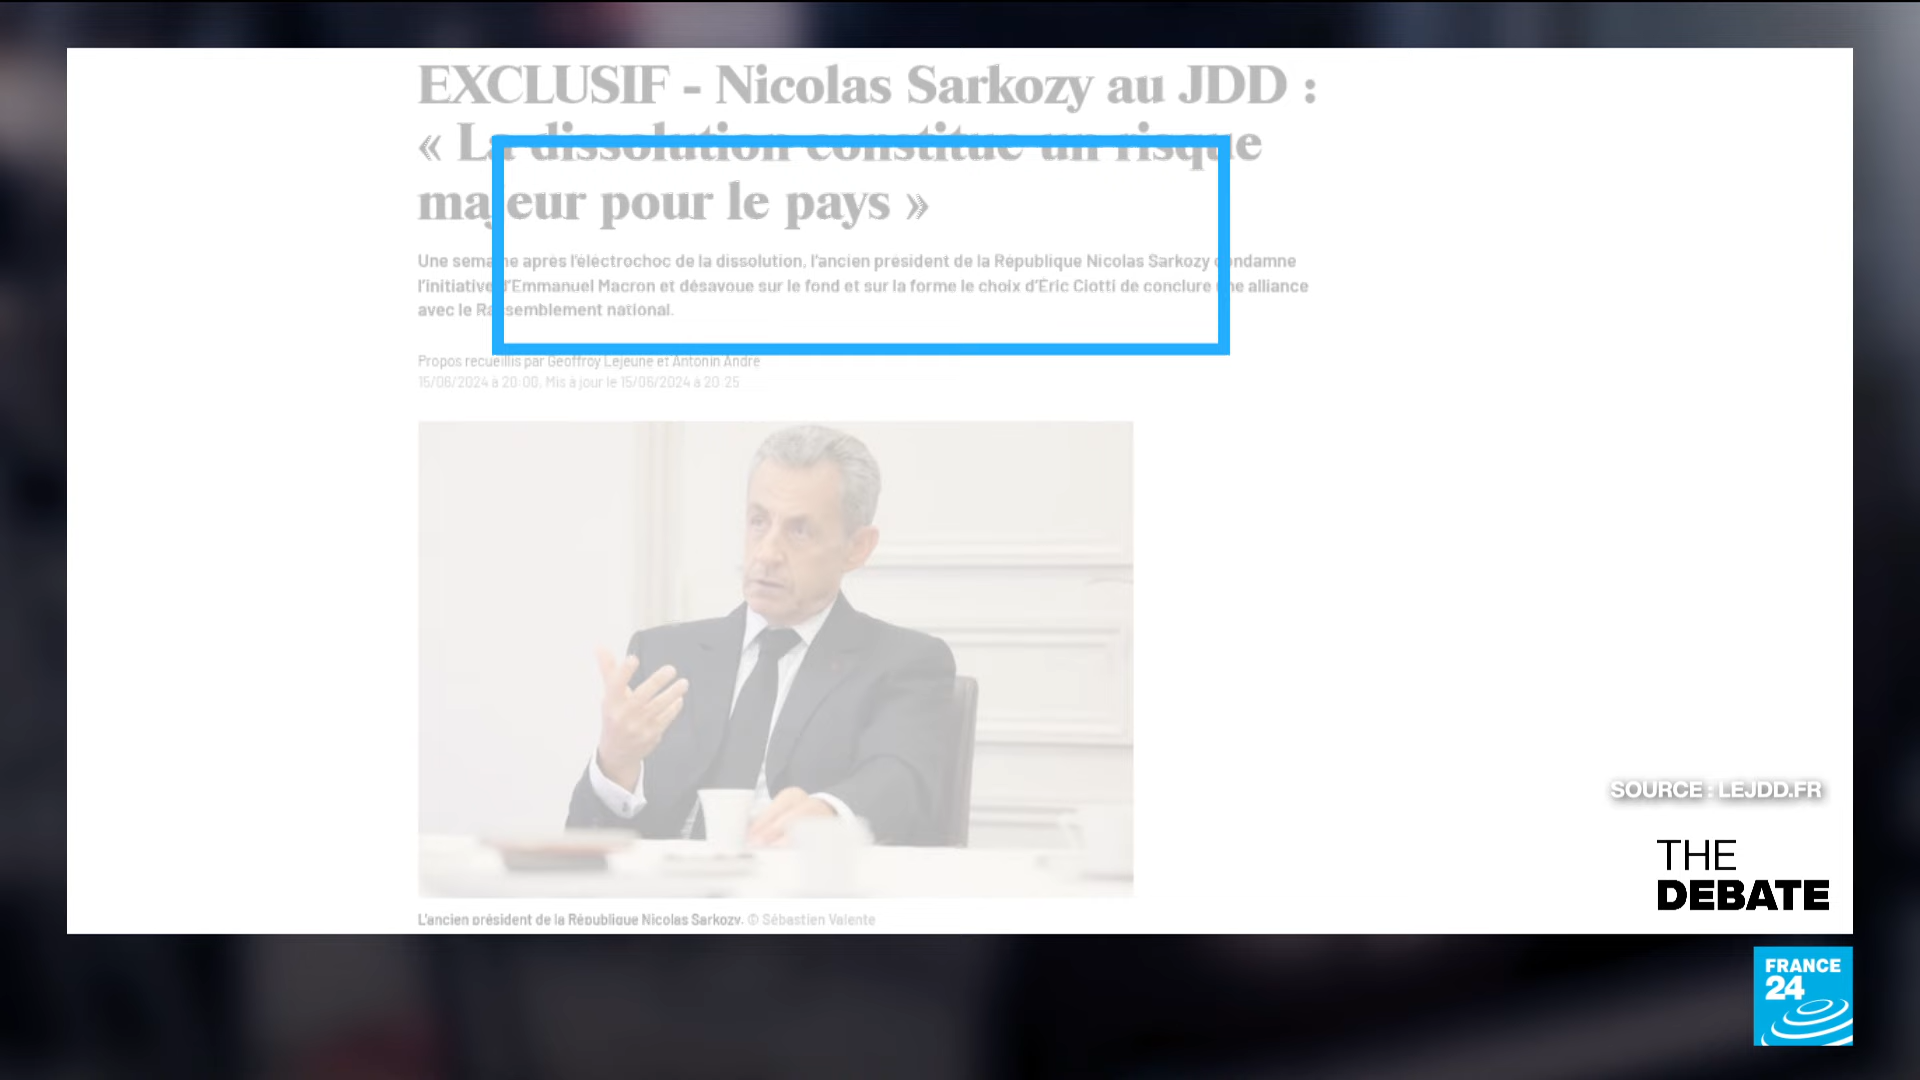 EXCLUSIF - Nicolas Sarkozy au JDD :
« La dissolution constitue un risque
majeur pour le pays »
Une semaine après l'éléctrochoc de la dissolution, l'ancien président de la République Nicolas Sarkozy condamne
l'initiative d'Emmanuel Macron et désavoue sur le fond et sur la forme le choix d'Éric Ciotti de conclure une alliance
avec le Rassemblement national.
Propos recueillis par Geoffroy Lejeune et Antonin André
15/06/2024 à 20:00, Mis à jour le 15/06/2024 à 20:25
L'ancien président de la République Nicolas Sarkozy. © Sébastien Valente
SOURCE : LEJDD.FR
THE
DEBATE
FRANCE
24